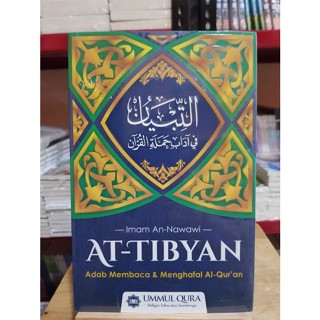 التبيان
في آداب حملة القرآن
Imam An-Nawawi
AT-TIBYAN
Adab Membaca & Menghafal Al-Qur'an
UMMUL QURA